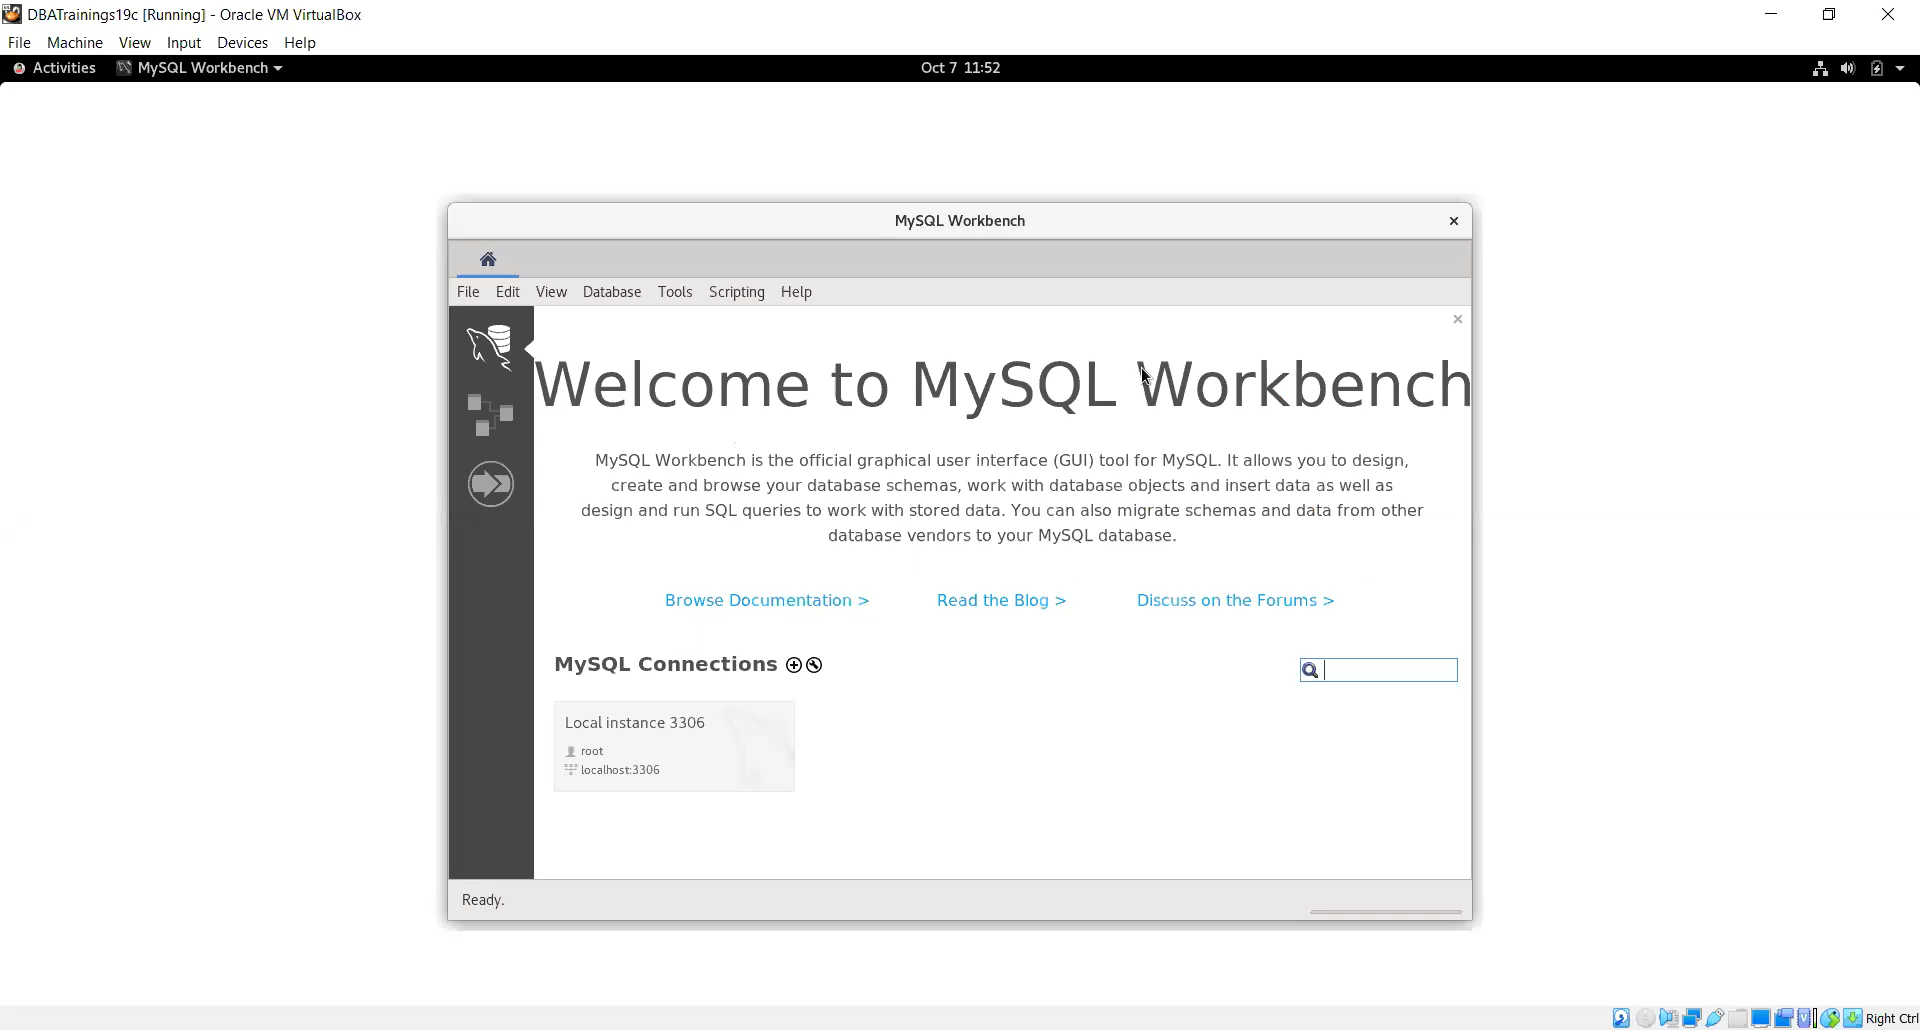 DBATrainings19c [Running] - Oracle VM VirtualBox
File Machine View Input Devices Help
Activities MySQL Workbench Oct 7 11:52
MySQL Workbench
File Edit View Database Tools Scripting Help
Welcome to MySQL Workbench
MySQL Workbench is the official graphical user interface (GUI) tool for MySQL. It allows you to design,
create and browse your database schemas, work with database objects and insert data as well as
design and run SQL queries to work with stored data. You can also migrate schemas and data from other
database vendors to your MySQL database.
Browse Documentation > Read the Blog > Discuss on the Forums >
MySQL Connections
Local instance 3306
root
localhost:3306
Ready.
Right Ctrl